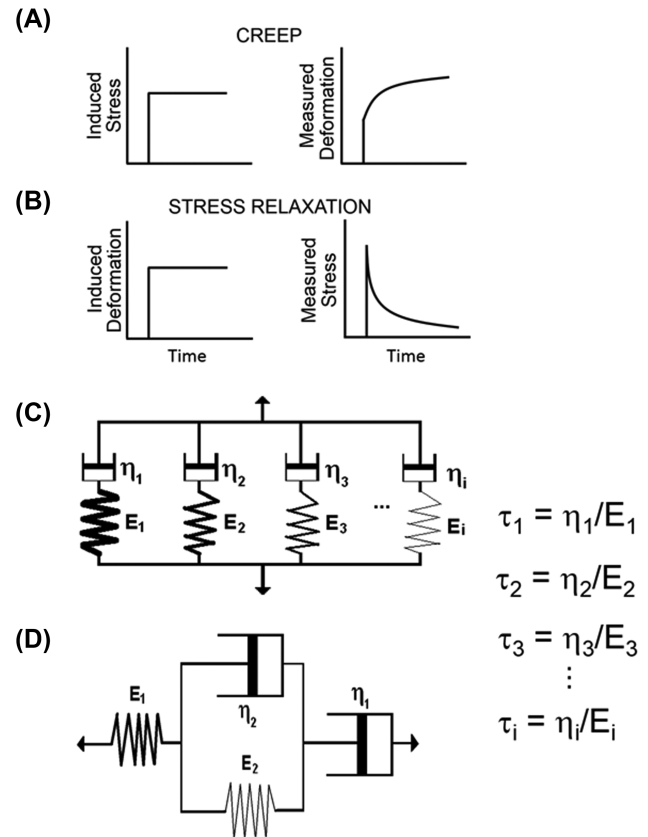 (A)
CREEP
Induced
Stress
Measured
Deformation
(B)
STRESS RELAXATION
Induced
Deformation
Time
Measured
Stress
Time
(C)
η1
η2
η3
ηi
E1
E2
E3
...
Ei
τ1 = η1/E1
τ2 = η2/E2
τ3 = η3/E3
⋮
τi = ηi/Ei
(D)
E1
η2
η1
E2